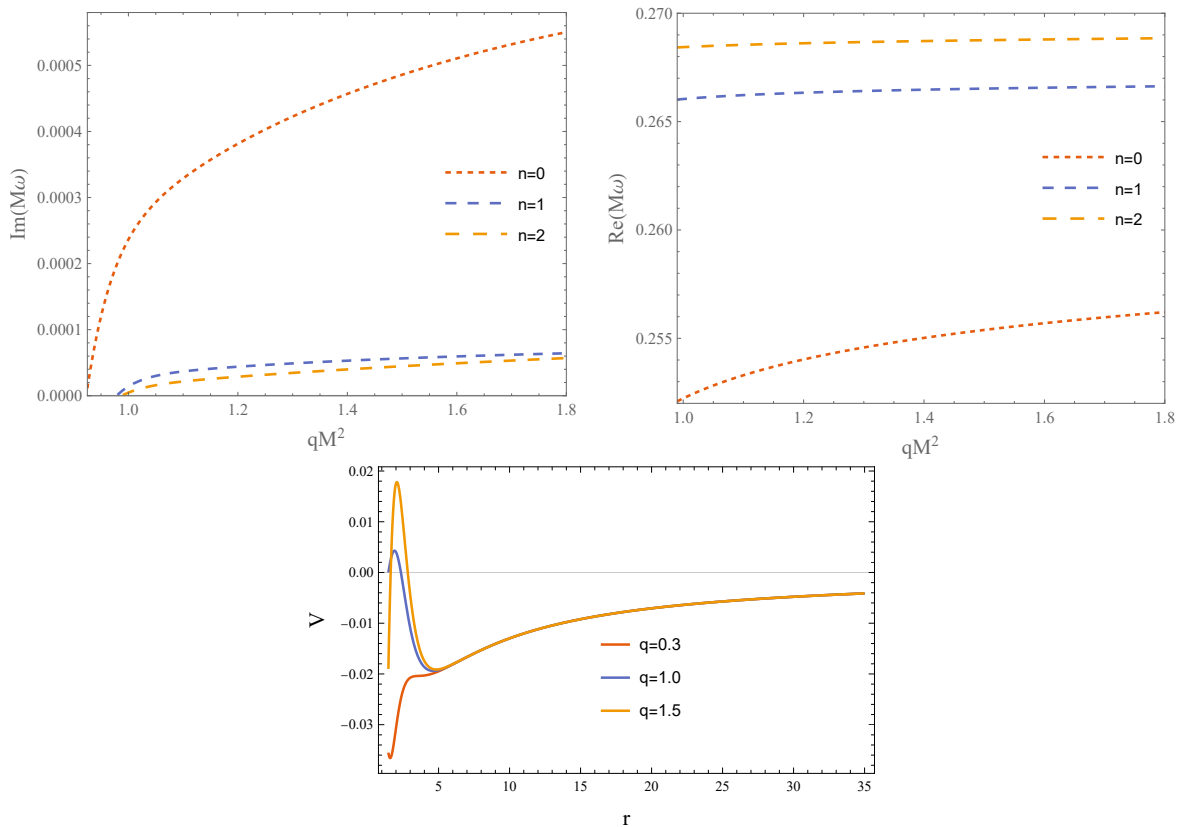 0.0005
0.0004
0.0003
0.0002
0.0001
0.0000
Im(Mω)
n=0
n=1
n=2
1.0
1.2
1.4
1.6
1.8
qM²
0.270
0.265
0.260
0.255
Re(Mω)
n=0
n=1
n=2
1.0
1.2
1.4
1.6
1.8
qM²
0.02
0.01
0.00
−0.01
−0.02
−0.03
V
q=0.3
q=1.0
q=1.5
5
10
15
20
25
30
35
r